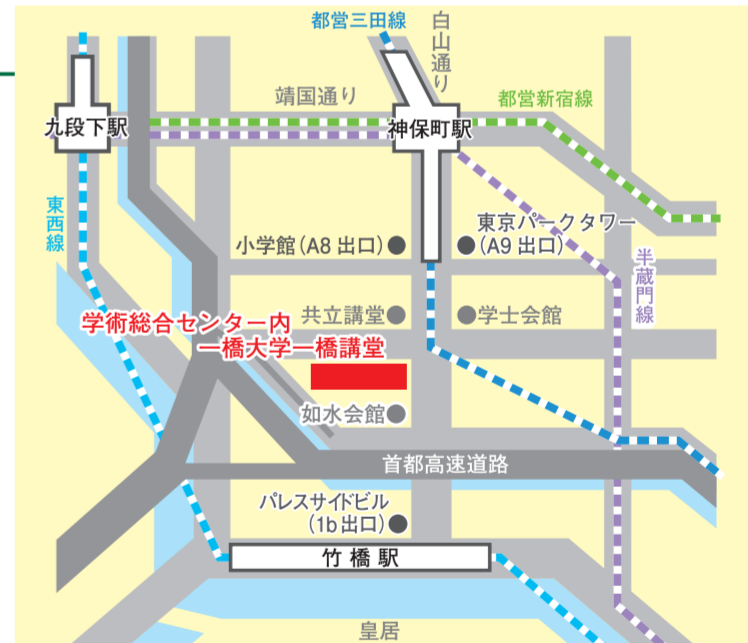 都営三田線
白山通り
靖国通り
都営新宿線
九段下駅
神保町駅
東西線
小学館(A8 出口)
東京パークタワー
(A9 出口)
半蔵門線
学術総合センター内
一橋大学一橋講堂
共立講堂
学士会館
如水会館
首都高速道路
パレスサイドビル
(1b 出口)
竹橋駅
皇居